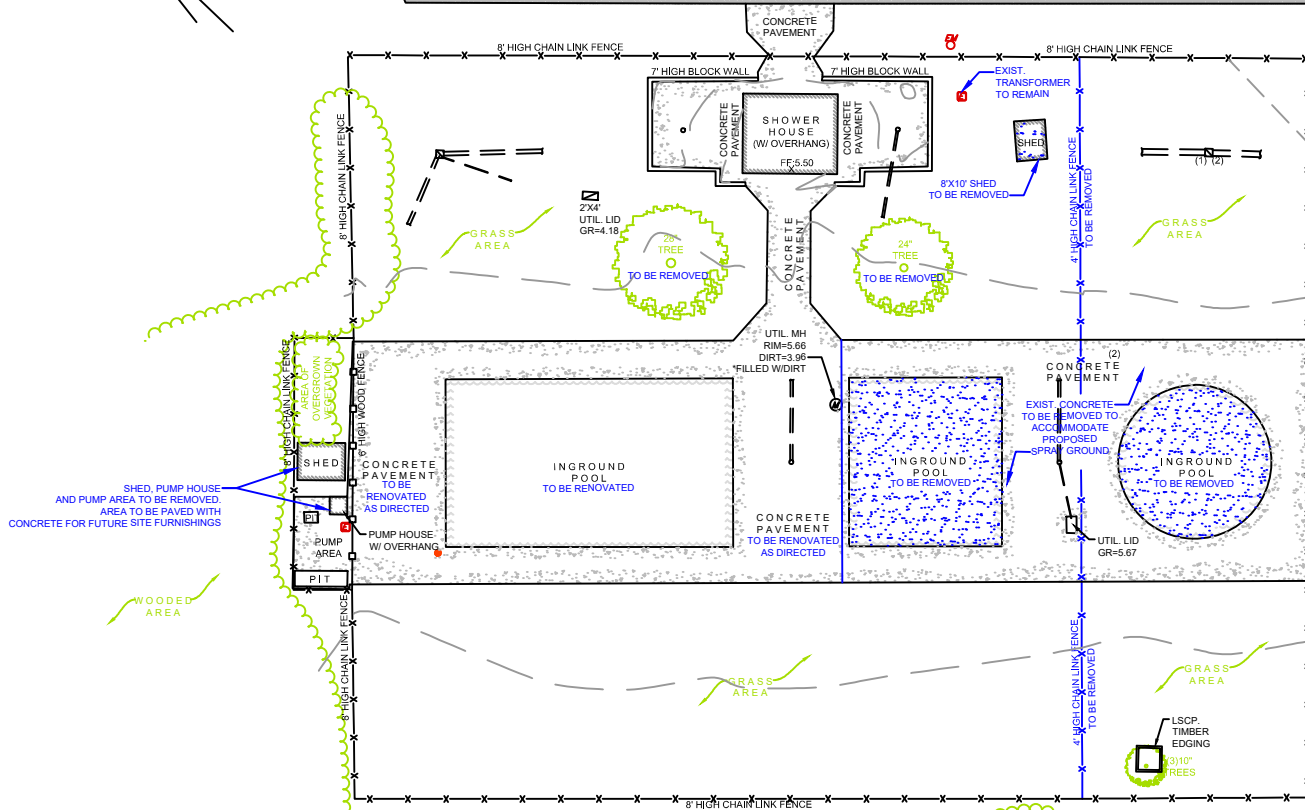 CONCRETE
PAVEMENT
8' HIGH CHAIN LINK FENCE
EM
8' HIGH CHAIN LINK FENCE
7' HIGH BLOCK WALL
7' HIGH BLOCK WALL
EXIST.
TRANSFORMER
TO REMAIN
E
CONCRETE
PAVEMENT
SHOWER
HOUSE
(W/ OVERHANG)
FF:5.50
X
CONCRETE
PAVEMENT
SHED
8'X10' SHED
TO BE REMOVED
4' HIGH CHAIN LINK FENCE
TO BE REMOVED
(1) (2)
8' HIGH CHAIN LINK FENCE
2'X4'
UTIL. LID
GR=4.18
GRASS
AREA
TREE
TO BE REMOVED
CONCRETE
PAVEMENT
24"
TREE
TO BE REMOVED
GRASS
AREA
UTIL. MH
RIM=5.66
DIRT=3.96
*FILLED W/DIRT
M
(2)
CONCRETE
PAVEMENT
EXIST. CONCRETE
TO BE REMOVED TO
ACCOMMODATE
PROPOSED
SPRAY GROUND
8' HIGH CHAIN LINK FENCE
AREA OF
OVERGROWN
VEGETATION
6' HIGH WOOD FENCE
SHED
CONCRETE
PAVEMENT
TO BE
RENOVATED
AS DIRECTED
INGROUND
POOL
TO BE RENOVATED
INGROUND
POOL
TO BE REMOVED
INGROUND
POOL
TO BE REMOVED
SHED, PUMP HOUSE
AND PUMP AREA TO BE REMOVED.
AREA TO BE PAVED WITH
CONCRETE FOR FUTURE SITE FURNISHINGS
PIT
E
PUMP
AREA
PUMP HOUSE
W/ OVERHANG
CONCRETE
PAVEMENT
TO BE RENOVATED
AS DIRECTED
UTIL. LID
GR=5.67
PIT
WOODED
AREA
8' HIGH CHAIN LINK FENCE
GRASS
AREA
4' HIGH CHAIN LINK FENCE
TO BE REMOVED
GRASS
AREA
LSCP.
TIMBER
EDGING
(3)10"
TREES
8' HIGH CHAIN LINK FENCE